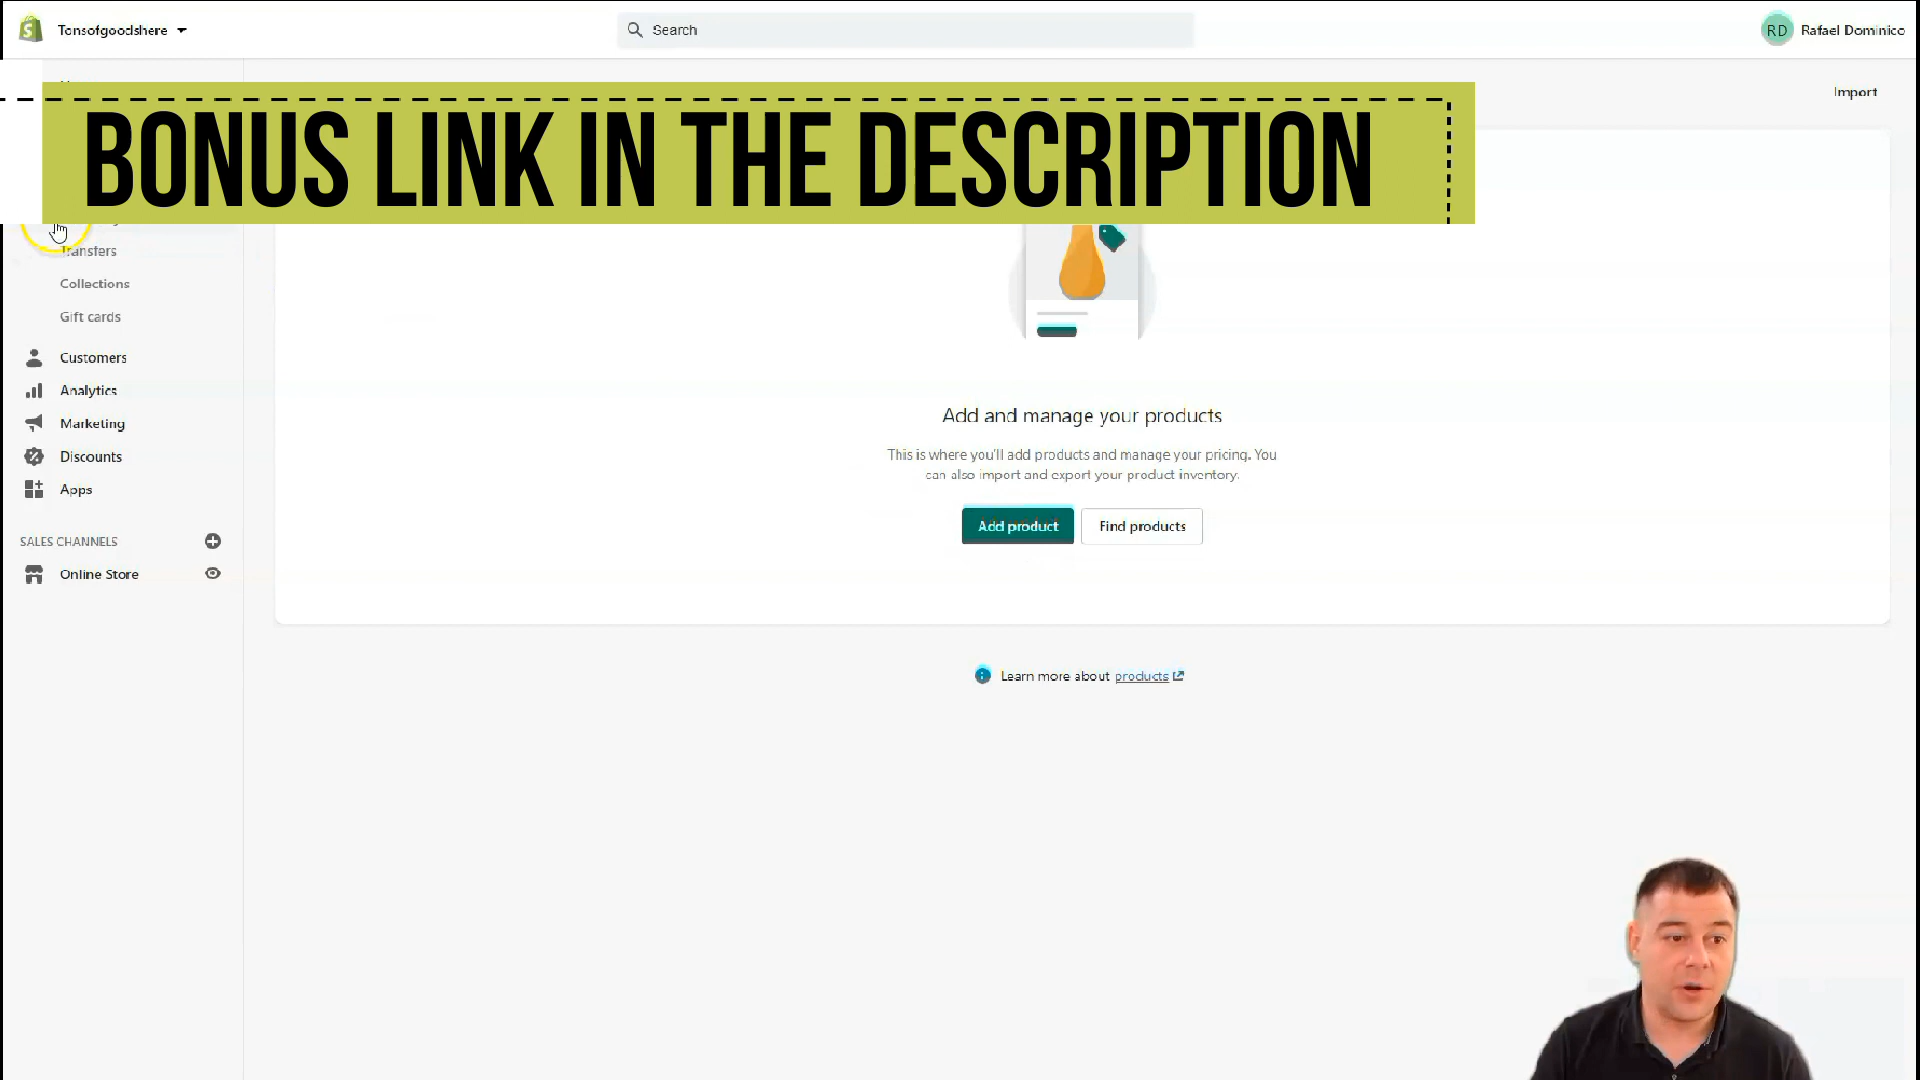 Tonsofgoodshere
Search
RD
Rafael Dominico
Import
BONUS LINK IN THE DESCRIPTION
Transfers
Collections
Gift cards
Customers
Analytics
Marketing
Discounts
Apps
SALES CHANNELS
Online Store
Add and manage your products
This is where you'll add products and manage your pricing. You
can also import and export your product inventory.
Add product
Find products
Learn more about products